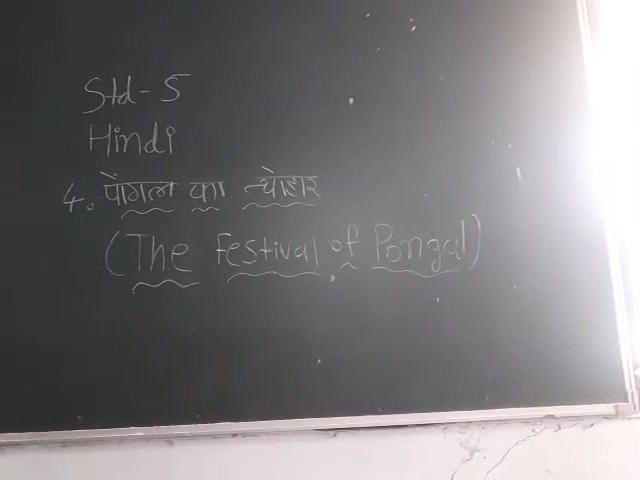 Std - 5
Hindi
4. पोंगल का त्योहार
(The Festival of Pongal)